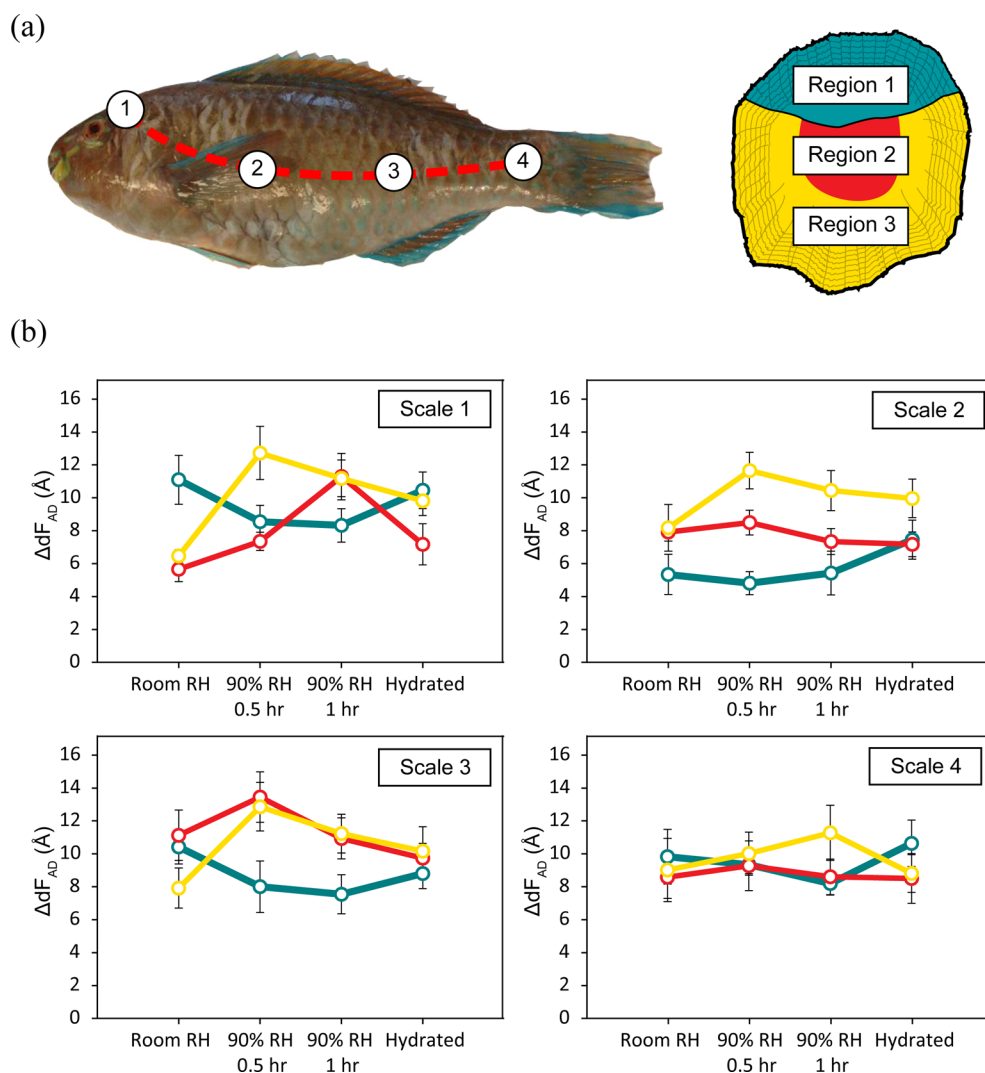 (a)
1
2
3
4
Region 1
Region 2
Region 3
(b)
Scale 1
ΔdF_AD (Å)
16
14
12
10
8
6
4
2
0
Room RH 90% RH 90% RH Hydrated
0.5 hr 1 hr
Scale 2
ΔdF_AD (Å)
16
14
12
10
8
6
4
2
0
Room RH 90% RH 90% RH Hydrated
0.5 hr 1 hr
Scale 3
ΔdF_AD (Å)
16
14
12
10
8
6
4
2
0
Room RH 90% RH 90% RH Hydrated
0.5 hr 1 hr
Scale 4
ΔdF_AD (Å)
16
14
12
10
8
6
4
2
0
Room RH 90% RH 90% RH Hydrated
0.5 hr 1 hr